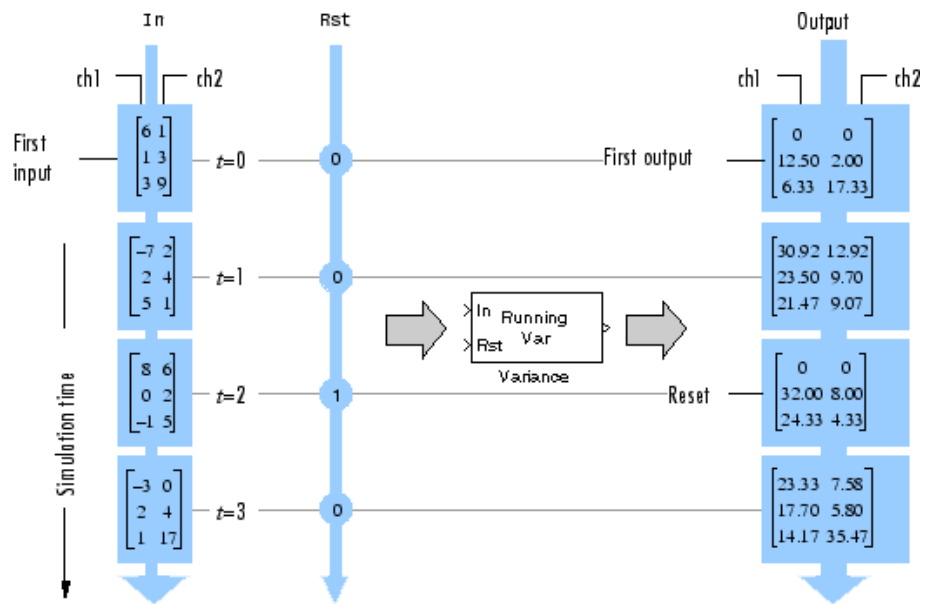 In Rst Output
ch1 ch2 ch1 ch2
First input
6 1
1 3
3 9
t=0
0
First output
0 0
12.50 2.00
6.33 17.33
-7 2
2 4
5 1
t=1
0
30.92 12.92
23.50 9.70
21.47 9.07
In
Rst
Running
Var
Variance
Simulation time
8 6
0 2
-1 5
t=2
1
Reset
0 0
32.00 8.00
24.33 4.33
-3 0
2 4
1 17
t=3
0
23.33 7.58
17.70 5.80
14.17 35.47